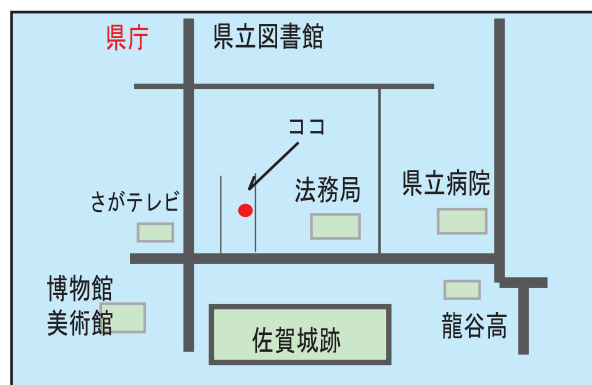 県庁
県立図書館
ココ
さがテレビ
法務局
県立病院
博物館
美術館
佐賀城跡
龍谷高